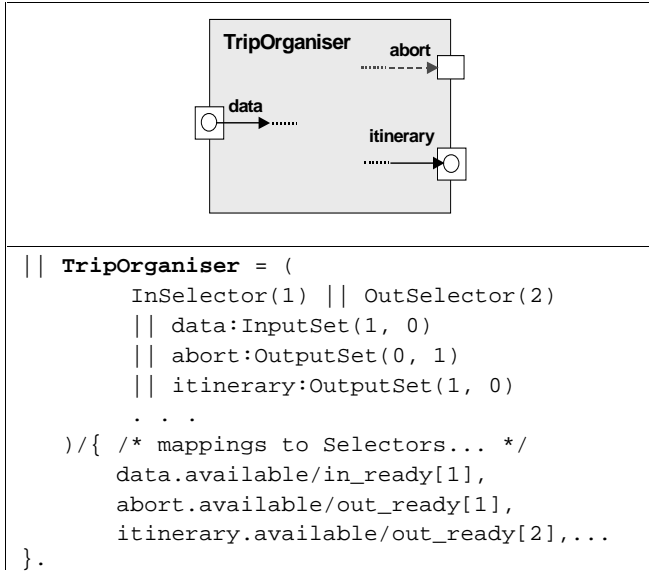 TripOrganiser
abort
data
itinerary
|| TripOrganiser = (
InSelector(1) || OutSelector(2)
|| data:InputSet(1, 0)
|| abort:OutputSet(0, 1)
|| itinerary:OutputSet(1, 0)
. . .
)/{ /* mappings to Selectors... */
data.available/in_ready[1],
abort.available/out_ready[1],
itinerary.available/out_ready[2],...
}.